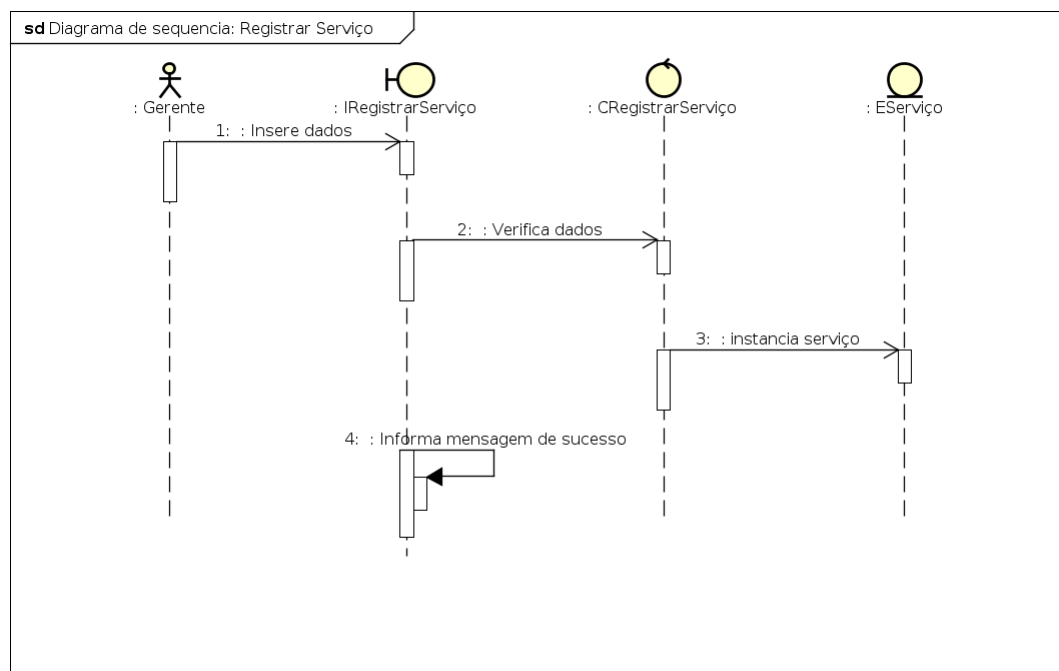 sd Diagrama de sequencia: Registrar Serviço
: Gerente
: IRegistrarServiço
: CRegistrarServiço
: EServiço
1: : Insere dados
2: : Verifica dados
3: : instancia serviço
4: : Informa mensagem de sucesso